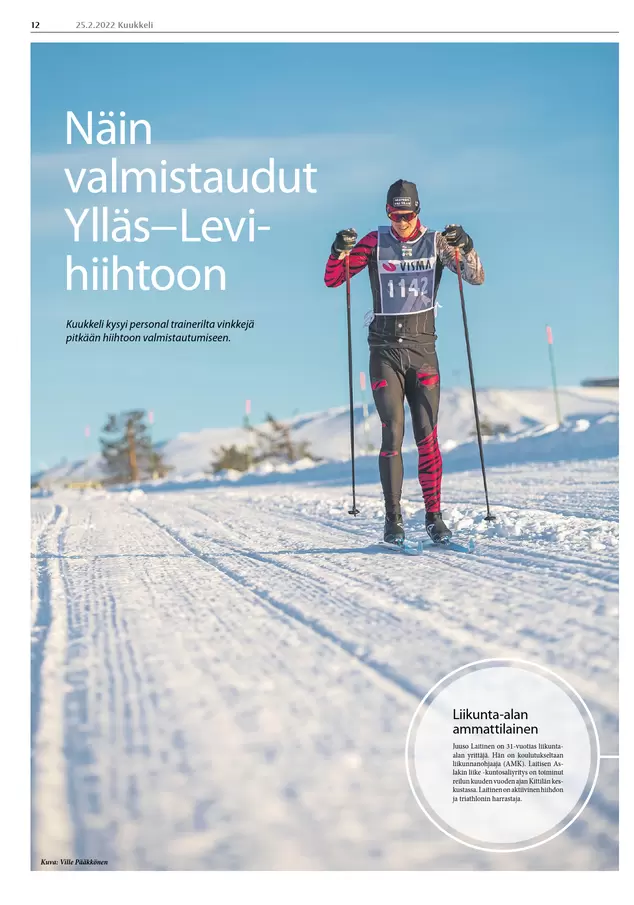 12
25.2.2022 Kuukkeli
Näin
valmistaudut
Ylläs–Levi-
hiihtoon
Kuukkeli kysyi personal trainerilta vinkkejä
pitkään hiihtoon valmistautumiseen.
VISMA
1142
Liikunta-alan
ammattilainen
Juuso Laitinen on 31-vuotias liikunta-
alan yrittäjä. Hän on koulutukseltaan
liikunnanohjaaja (AMK). Laitisen As-
lakin liike -kuntosaliyritys on toiminut
reilun kuuden vuoden ajan Kittilän kes-
kustassa. Laitinen on aktiivinen hiihdon
ja triathlonin harrastaja.
Kuva: Ville Pääkkönen